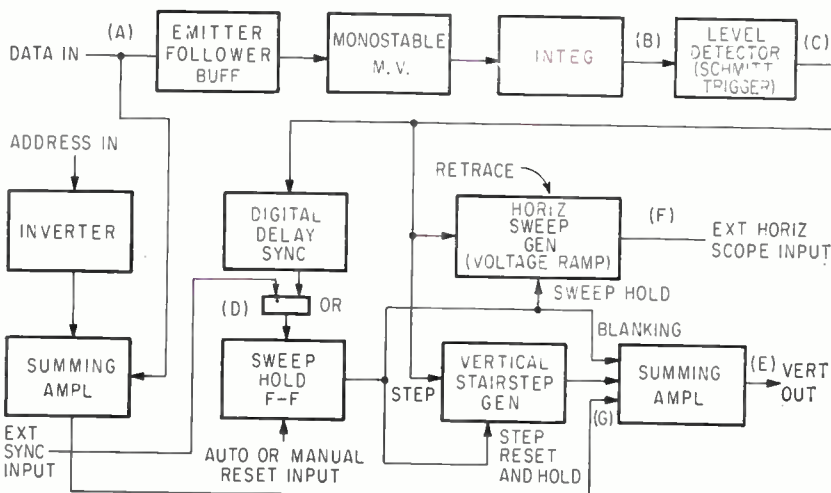 DATA IN
(A)
EMITTER
FOLLOWER
BUFF
MONOSTABLE
M.V.
INTEG
(B)
LEVEL
DETECTOR
(SCHMITT
TRIGGER)
(C)
ADDRESS IN
INVERTER
DIGITAL
DELAY
SYNC
RETRACE
HORIZ
SWEEP
GEN
(VOLTAGE RAMP)
(F)
EXT HORIZ
SCOPE INPUT
(D)
OR
SWEEP HOLD
BLANKING
SUMMING
AMPL
SWEEP
HOLD
F-F
STEP
VERTICAL
STAIRSTEP
GEN
SUMMING
AMPL
(E)
VERT
OUT
(G)
EXT
SYNC
INPUT
AUTO OR MANUAL
RESET INPUT
STEP
RESET
AND HOLD